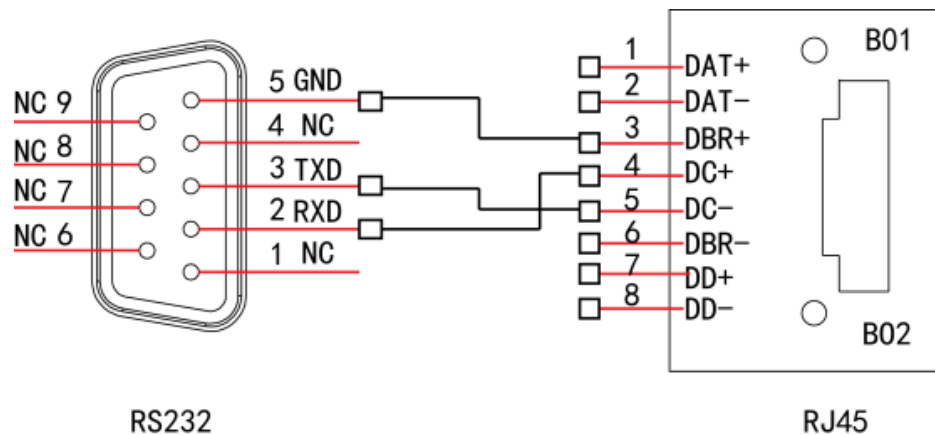 NC 9
NC 8
NC 7
NC 6
5 GND
4 NC
3 TXD
2 RXD
1 NC
RS232
1 DAT+
2 DAT-
3 DBR+
4 DC+
5 DC-
6 DBR-
7 DD+
8 DD-
B01
B02
RJ45